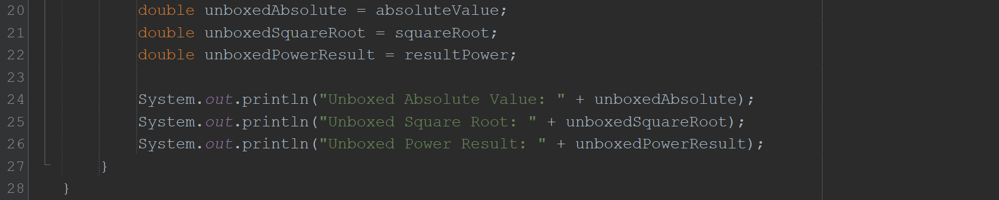 20 double unboxedAbsolute = absoluteValue;
21 double unboxedSquareRoot = squareRoot;
22 double unboxedPowerResult = resultPower;
23
24 System.out.println("Unboxed Absolute Value: " + unboxedAbsolute);
25 System.out.println("Unboxed Square Root: " + unboxedSquareRoot);
26 System.out.println("Unboxed Power Result: " + unboxedPowerResult);
27 }
28 }